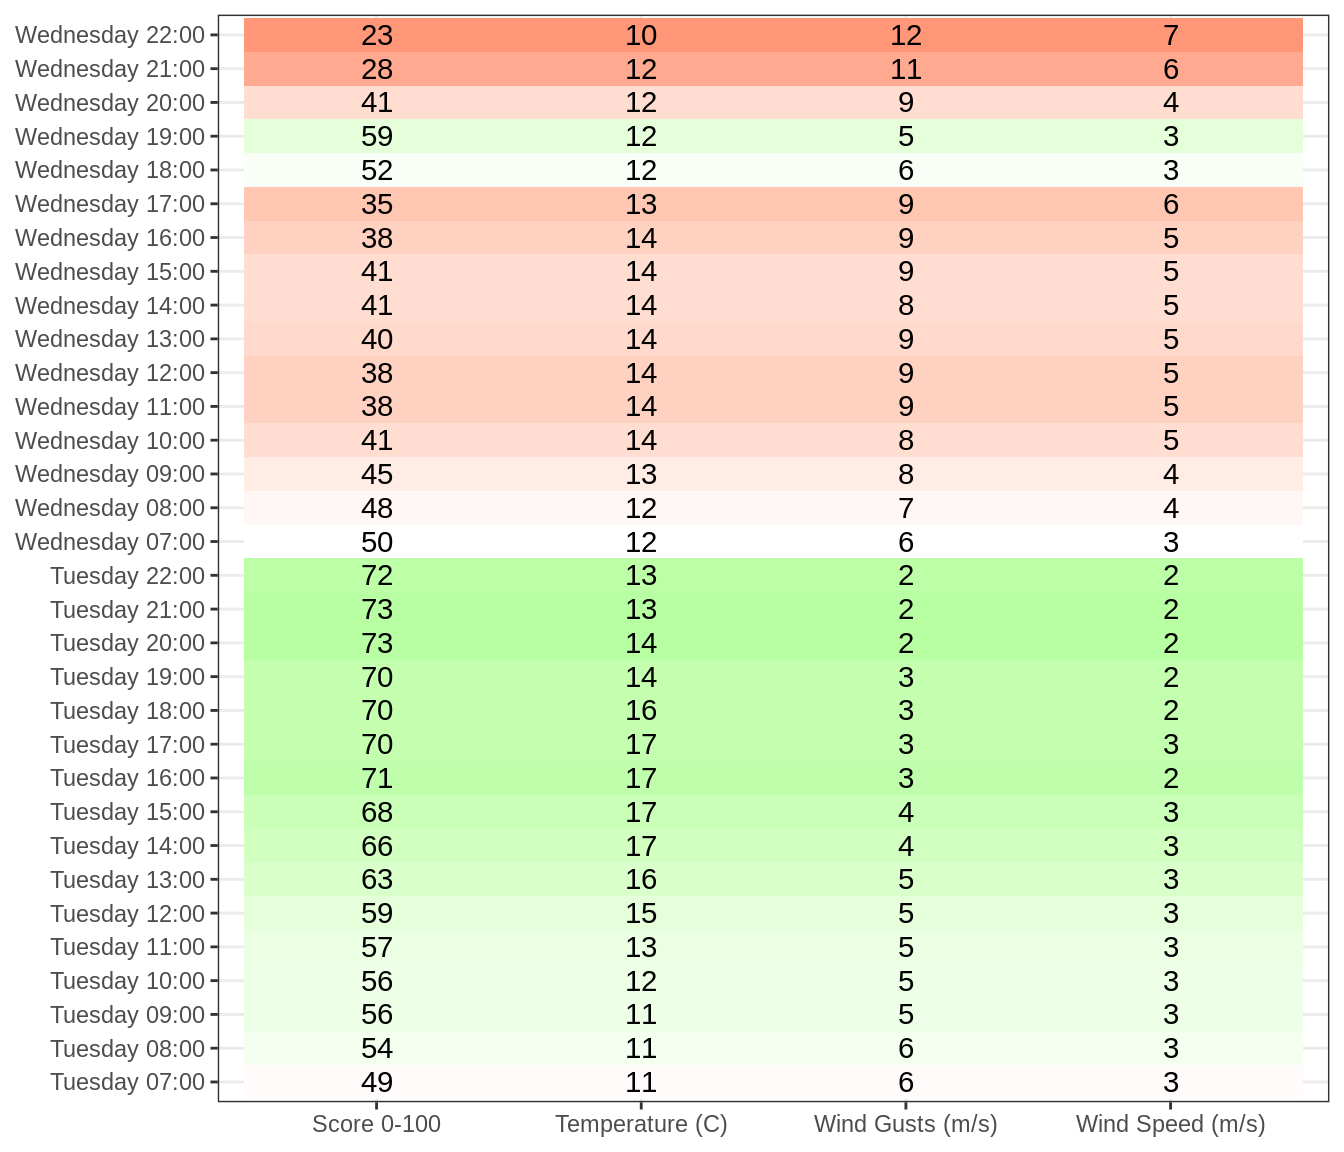 Wednesday 22:00 23 10 12 7
Wednesday 21:00 28 12 11 6
Wednesday 20:00 41 12 9 4
Wednesday 19:00 59 12 5 3
Wednesday 18:00 52 12 6 3
Wednesday 17:00 35 13 9 6
Wednesday 16:00 38 14 9 5
Wednesday 15:00 41 14 9 5
Wednesday 14:00 41 14 8 5
Wednesday 13:00 40 14 9 5
Wednesday 12:00 38 14 9 5
Wednesday 11:00 38 14 9 5
Wednesday 10:00 41 14 8 5
Wednesday 09:00 45 13 8 4
Wednesday 08:00 48 12 7 4
Wednesday 07:00 50 12 6 3
Tuesday 22:00 72 13 2 2
Tuesday 21:00 73 13 2 2
Tuesday 20:00 73 14 2 2
Tuesday 19:00 70 14 3 2
Tuesday 18:00 70 16 3 2
Tuesday 17:00 70 17 3 3
Tuesday 16:00 71 17 3 2
Tuesday 15:00 68 17 4 3
Tuesday 14:00 66 17 4 3
Tuesday 13:00 63 16 5 3
Tuesday 12:00 59 15 5 3
Tuesday 11:00 57 13 5 3
Tuesday 10:00 56 12 5 3
Tuesday 09:00 56 11 5 3
Tuesday 08:00 54 11 6 3
Tuesday 07:00 49 11 6 3
Score 0-100 Temperature (C) Wind Gusts (m/s) Wind Speed (m/s)